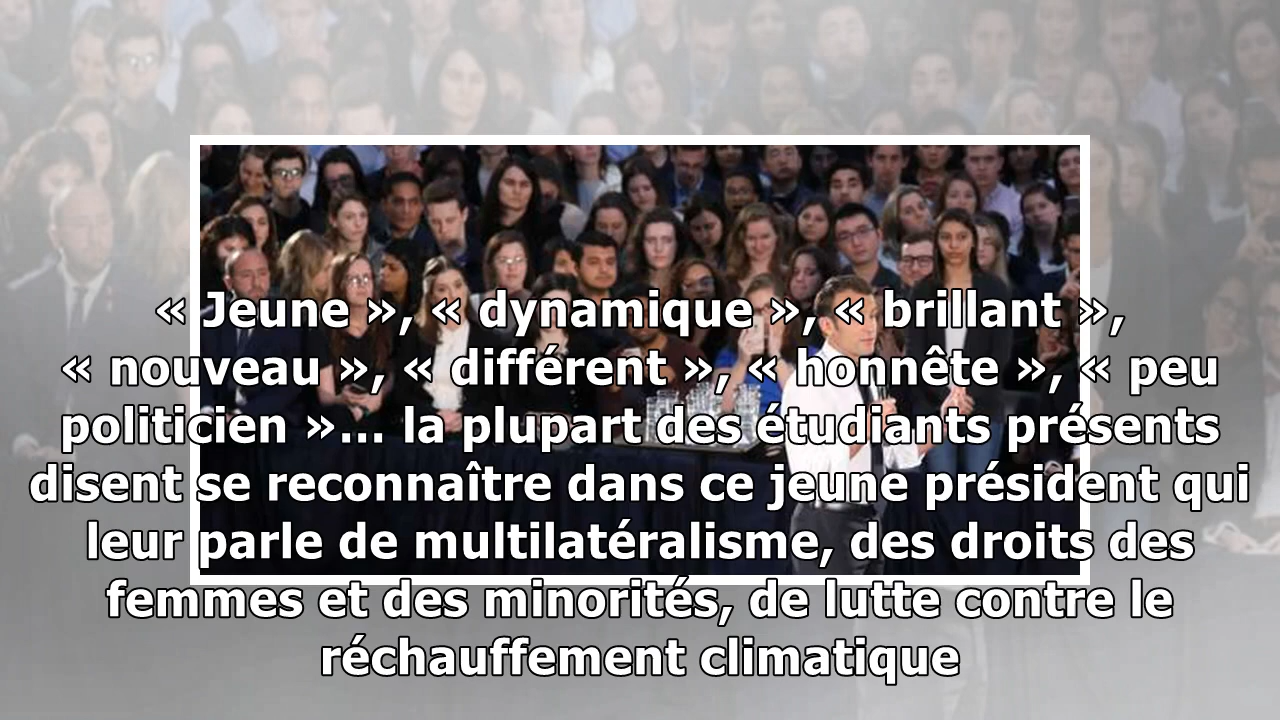 « Jeune », « dynamique », « brillant »,
« nouveau », « différent », « honnête », « peu
politicien »... la plupart des étudiants présents
disent se reconnaître dans ce jeune président qui
leur parle de multilatéralisme, des droits des
femmes et des minorités, de lutte contre le
réchauffement climatique